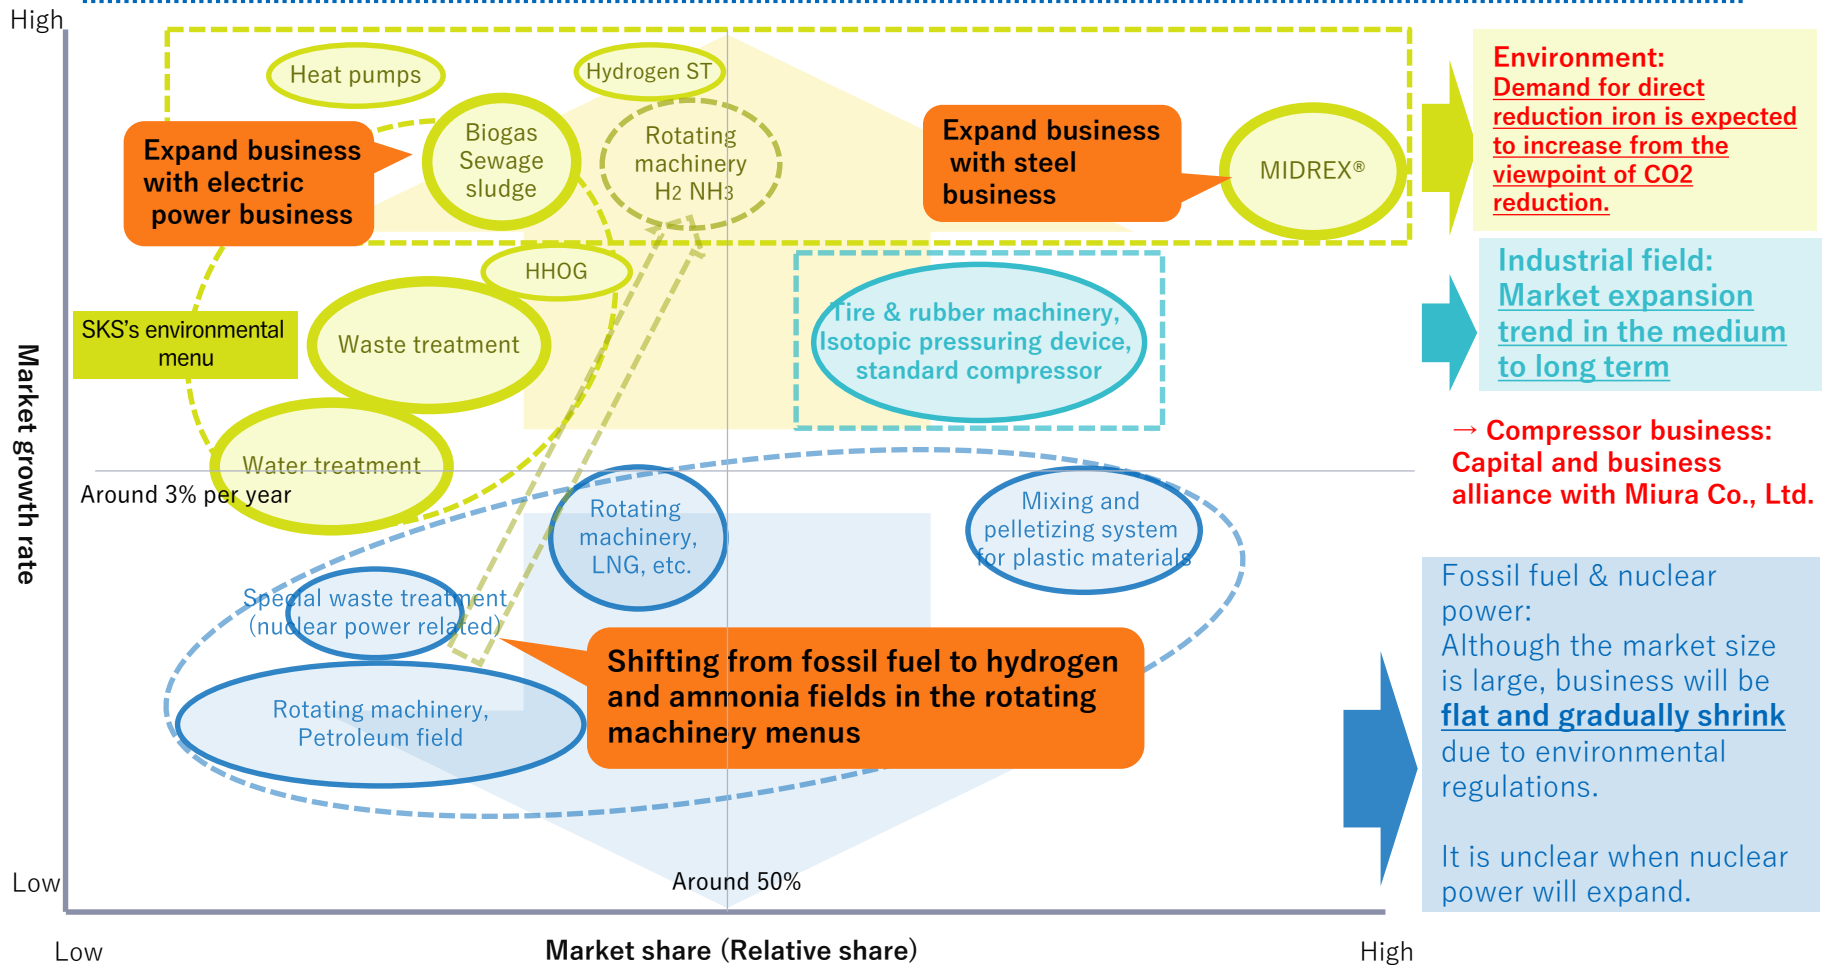 High
Heat pumps
Hydrogen ST
Biogas
Sewage
sludge
Rotating
machinery
H2 NH3
Expand business
with electric
power business
Expand business
with steel
business
MIDREX®
HHOG
SKS's environmental
menu
Waste treatment
Tire & rubber machinery,
Isotopic pressuring device,
standard compressor
Water treatment
Around 3% per year
Market growth rate
Rotating
machinery,
LNG, etc.
Mixing and
pelletizing system
for plastic materials
Special waste treatment
(nuclear power related)
Shifting from fossil fuel to hydrogen
and ammonia fields in the rotating
machinery menus
Rotating machinery,
Petroleum field
Around 50%
Low
Low
Market share (Relative share)
High
Environment:
Demand for direct
reduction iron is expected
to increase from the
viewpoint of CO2
reduction.
Industrial field:
Market expansion
trend in the medium
to long term
→ Compressor business:
Capital and business
alliance with Miura Co., Ltd.
Fossil fuel & nuclear
power:
Although the market size
is large, business will be
flat and gradually shrink
due to environmental
regulations.
It is unclear when nuclear
power will expand.